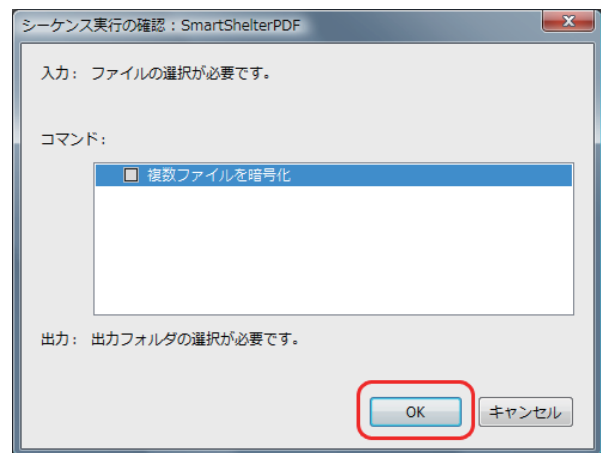 シーケンス実行の確認：SmartShelterPDF
入力： ファイルの選択が必要です。
コマンド：
複数ファイルを暗号化
出力： 出力フォルダの選択が必要です。
OK キャンセル